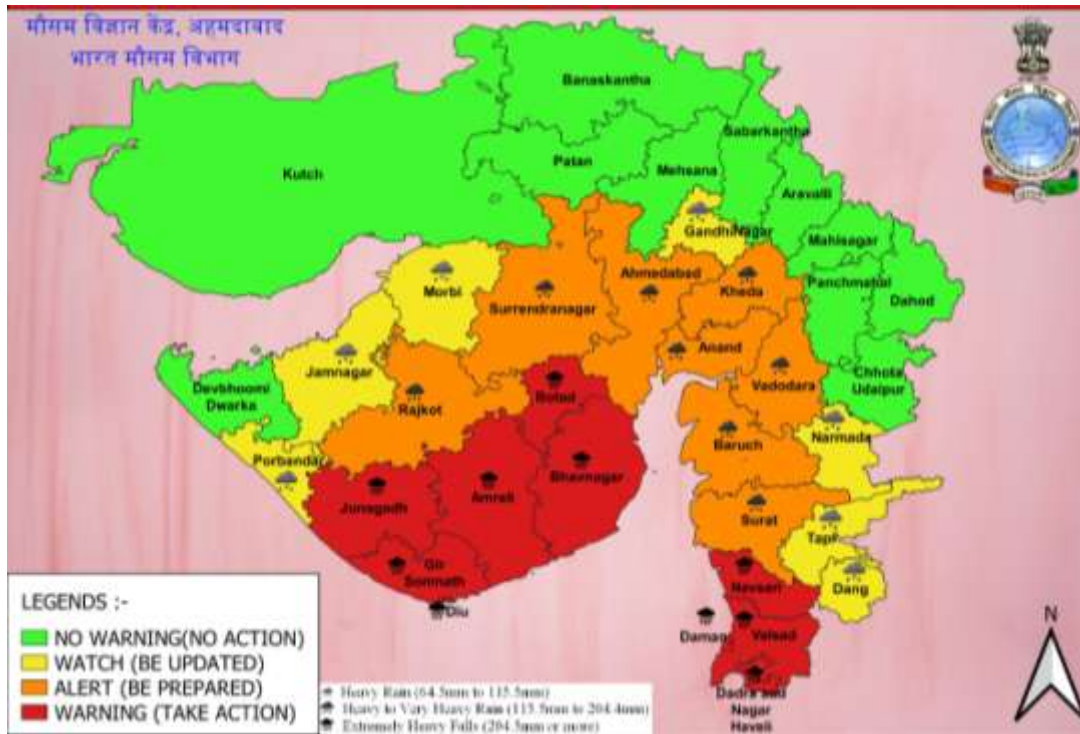 मौसम विज्ञान केंद्र, अहमदाबाद
भारत मौसम विभाग
Banaskantha
Sabarkantha
Patan
Mehsana
Kutch
Aravalli
Gandhinagar
Mahisagar
Ahmedabad
Panchmahal
Kheda
Dahod
Morbi
Surrendranagar
Anand
Jamnagar
Vadodara
Chhota
Udaipur
Devbhoomi
Dwarka
Rajkot
Botad
Narmada
Baruch
Porbandar
Bhavnagar
Amreli
Junagadh
Surat
Tapi
Gir
Somnath
Navsari
Dang
Diu
Daman
Valsad
Dadra and
Nagar
Haveli
N
LEGENDS :-
NO WARNING(NO ACTION)
WATCH (BE UPDATED)
ALERT (BE PREPARED)
WARNING (TAKE ACTION)
Heavy Rain (64.5mm to 115.5mm)
Heavy to Very Heavy Rain (115.5mm to 204.4mm)
Extremely Heavy Falls (204.5mm or more)